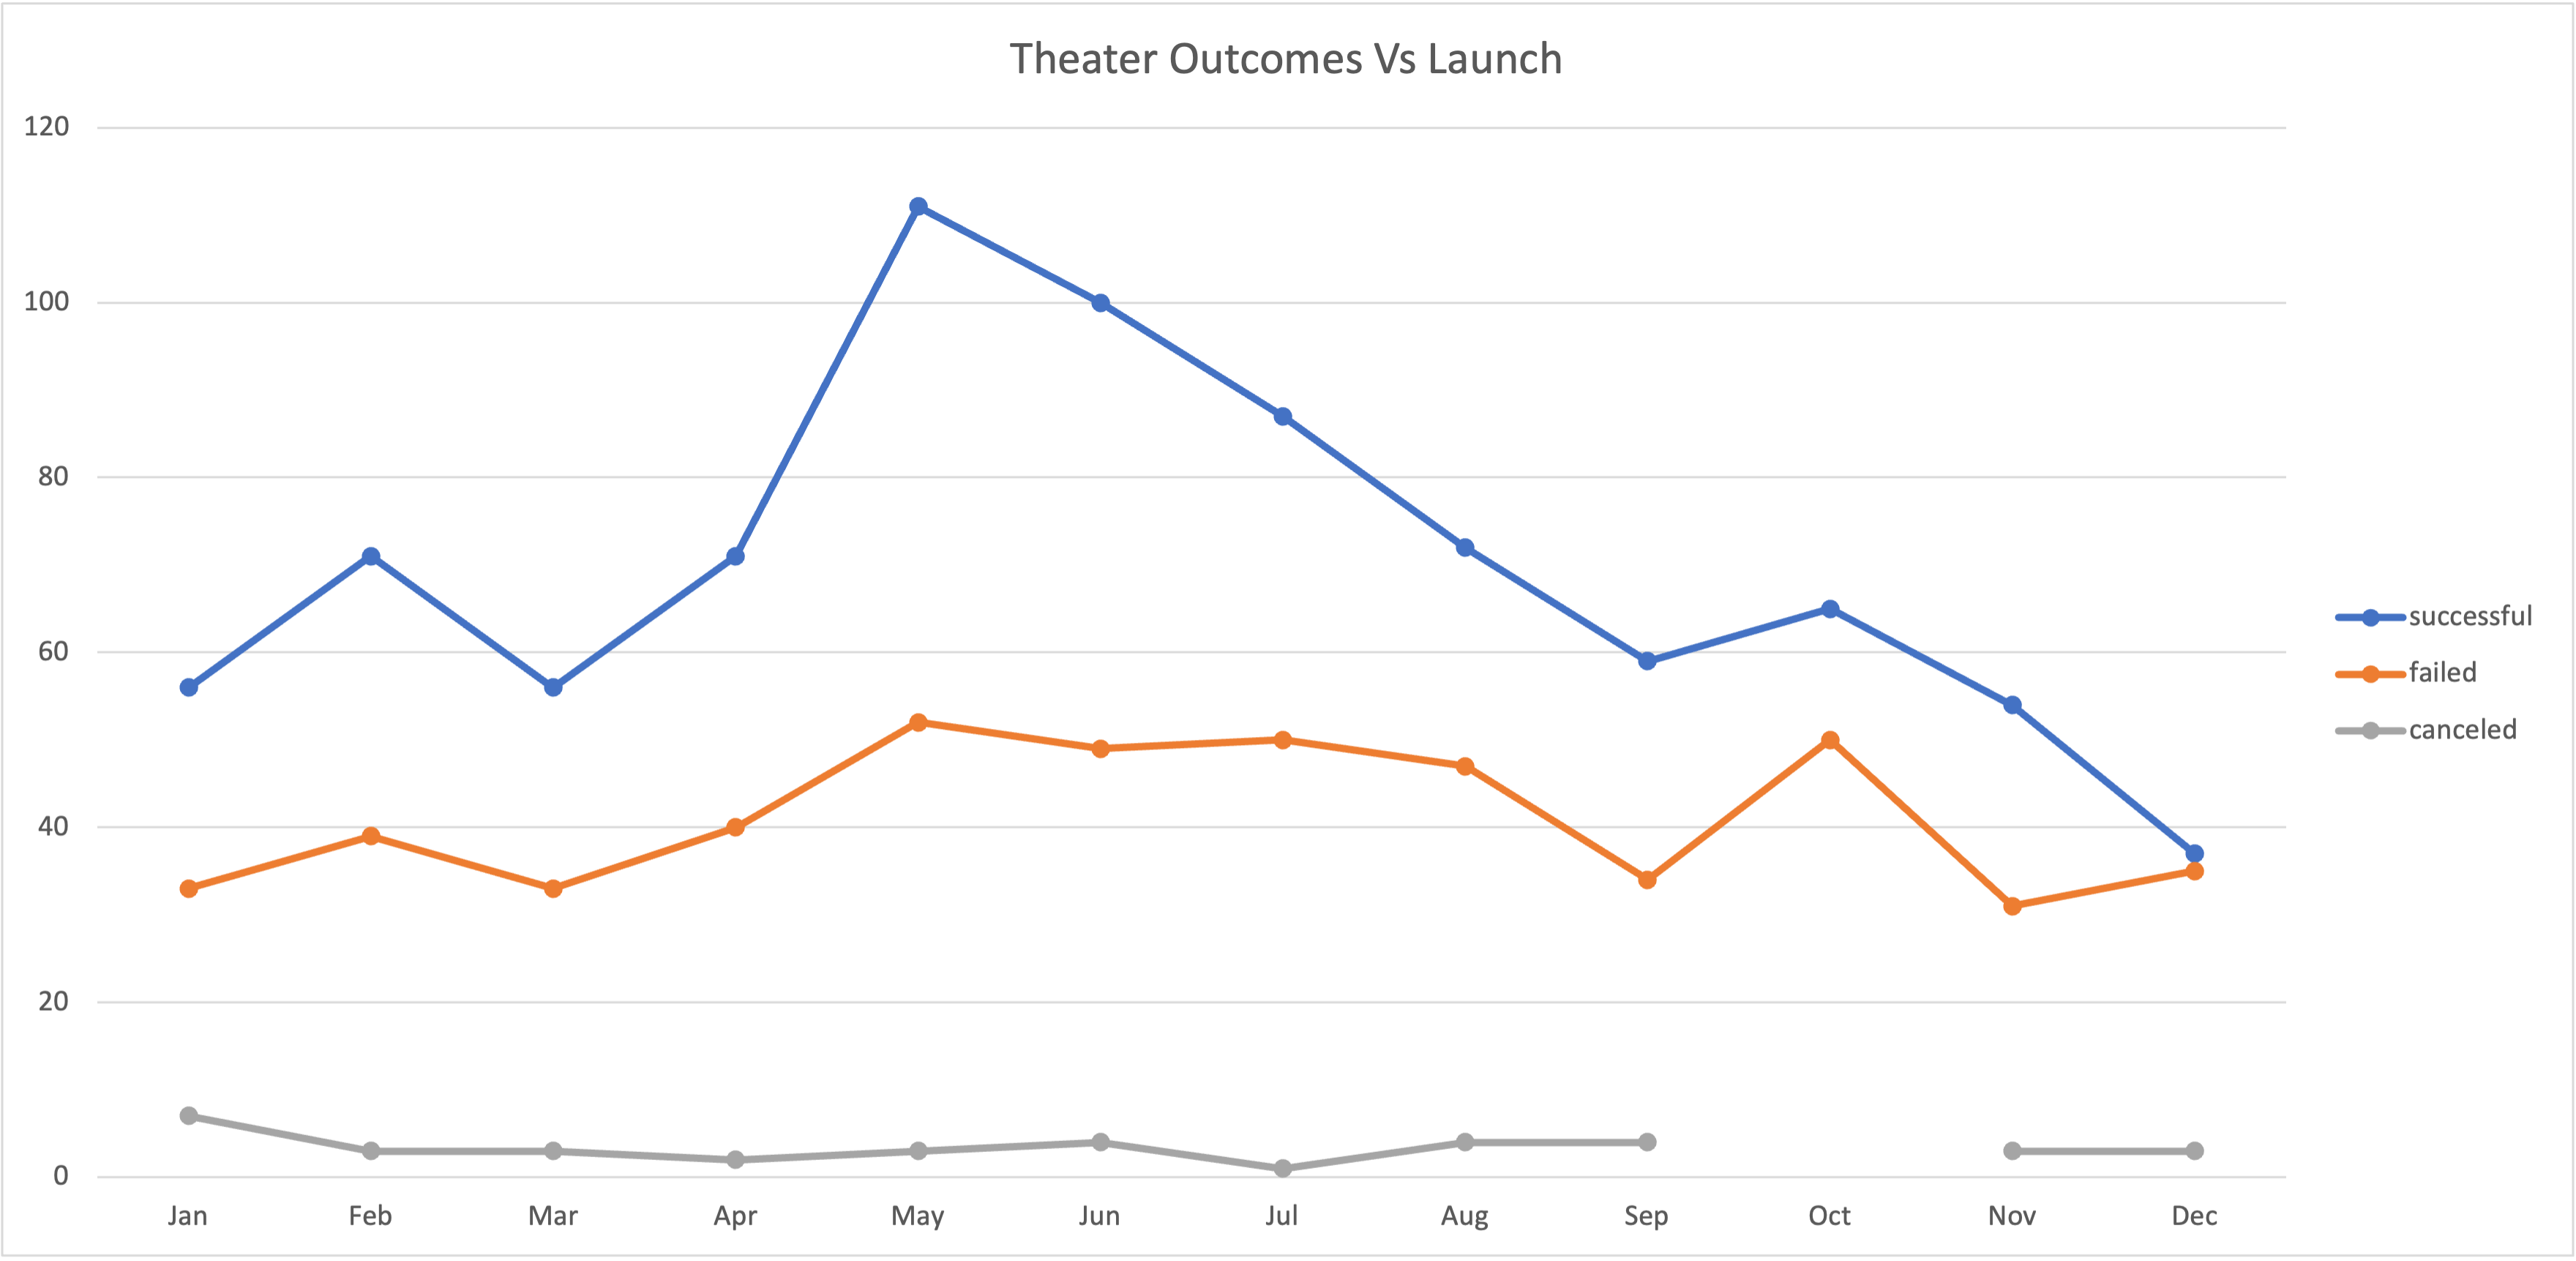 Theater Outcomes Vs Launch
120
100
80
60
40
20
0
Jan Feb Mar Apr May Jun Jul Aug Sep Oct Nov Dec
successful
failed
canceled